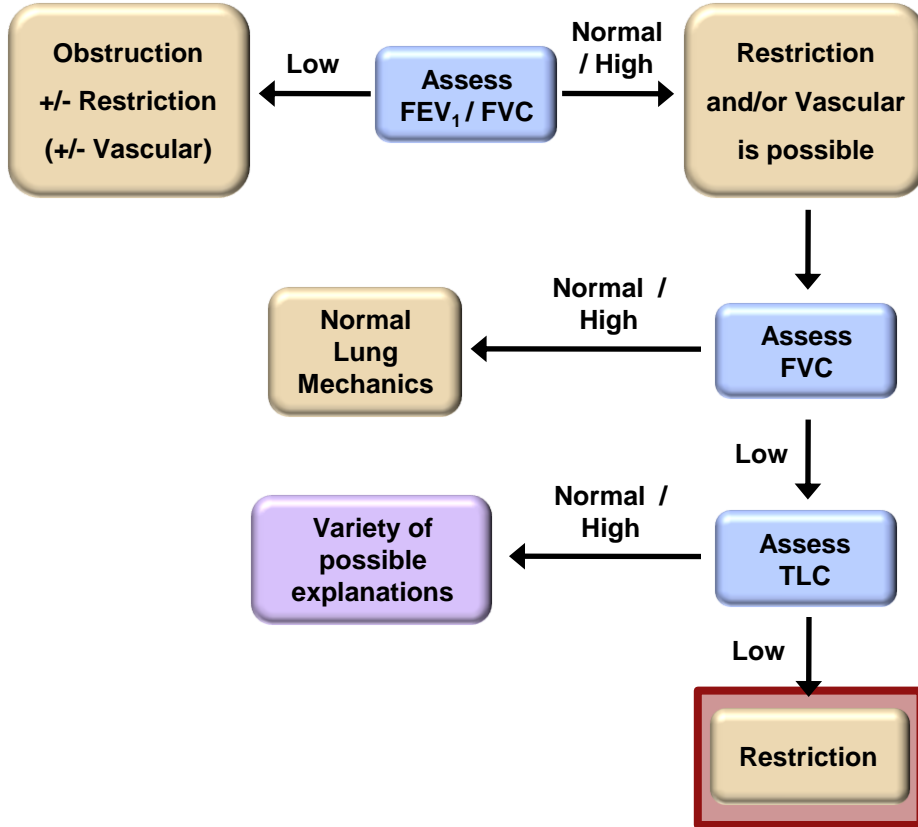 Obstruction
+/- Restriction
(+/- Vascular)
Low
Assess
FEV₁ / FVC
Normal
/ High
Restriction
and/or Vascular
is possible
Normal /
High
Normal
Lung
Mechanics
Assess
FVC
Low
Normal /
High
Variety of
possible
explanations
Assess
TLC
Low
Restriction